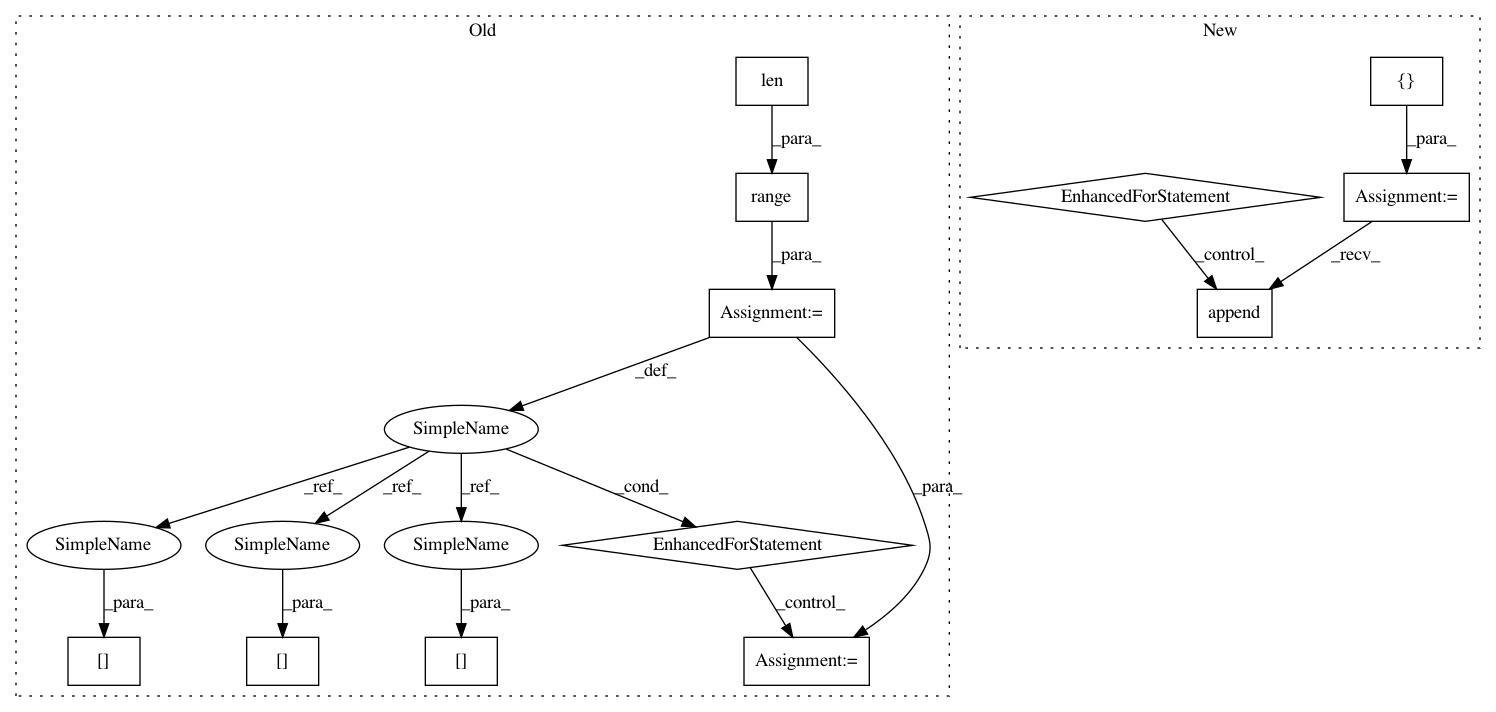 Old
New
len
{}
_para_
_para_
range
EnhancedForStatement
Assignment:=
_para_
_control_
_recv_
Assignment:=
append
_def_
SimpleName
_ref_
_ref_
_ref_
_cond_
_para_
SimpleName
SimpleName
SimpleName
EnhancedForStatement
_para_
_para_
_para_
_control_
[]
[]
[]
Assignment:=